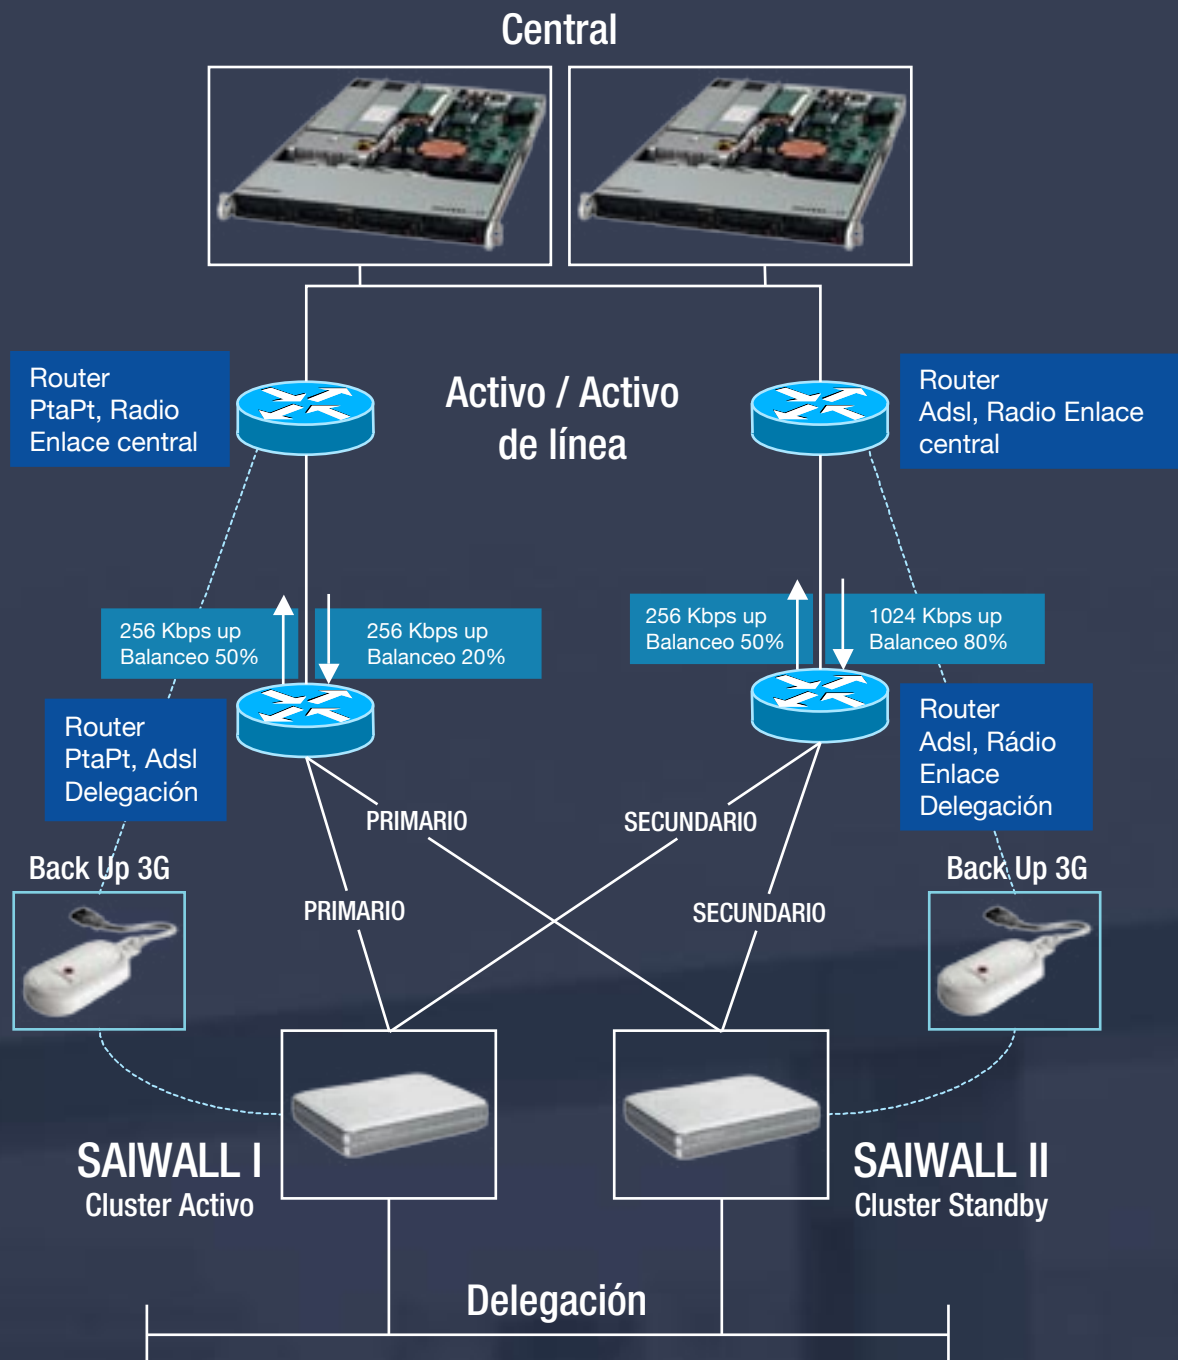 Central
Router
PtaPt, Radio
Enlace central
Activo / Activo
de línea
Router
Adsl, Radio Enlace
central
256 Kbps up
Balanceo 50%
256 Kbps up
Balanceo 20%
256 Kbps up
Balanceo 50%
1024 Kbps up
Balanceo 80%
Router
PtaPt, Adsl
Delegación
Router
Adsl, Rádio
Enlace
Delegación
PRIMARIO
SECUNDARIO
Back Up 3G
Back Up 3G
PRIMARIO
SECUNDARIO
SAIWALL I
Cluster Activo
SAIWALL II
Cluster Standby
Delegación